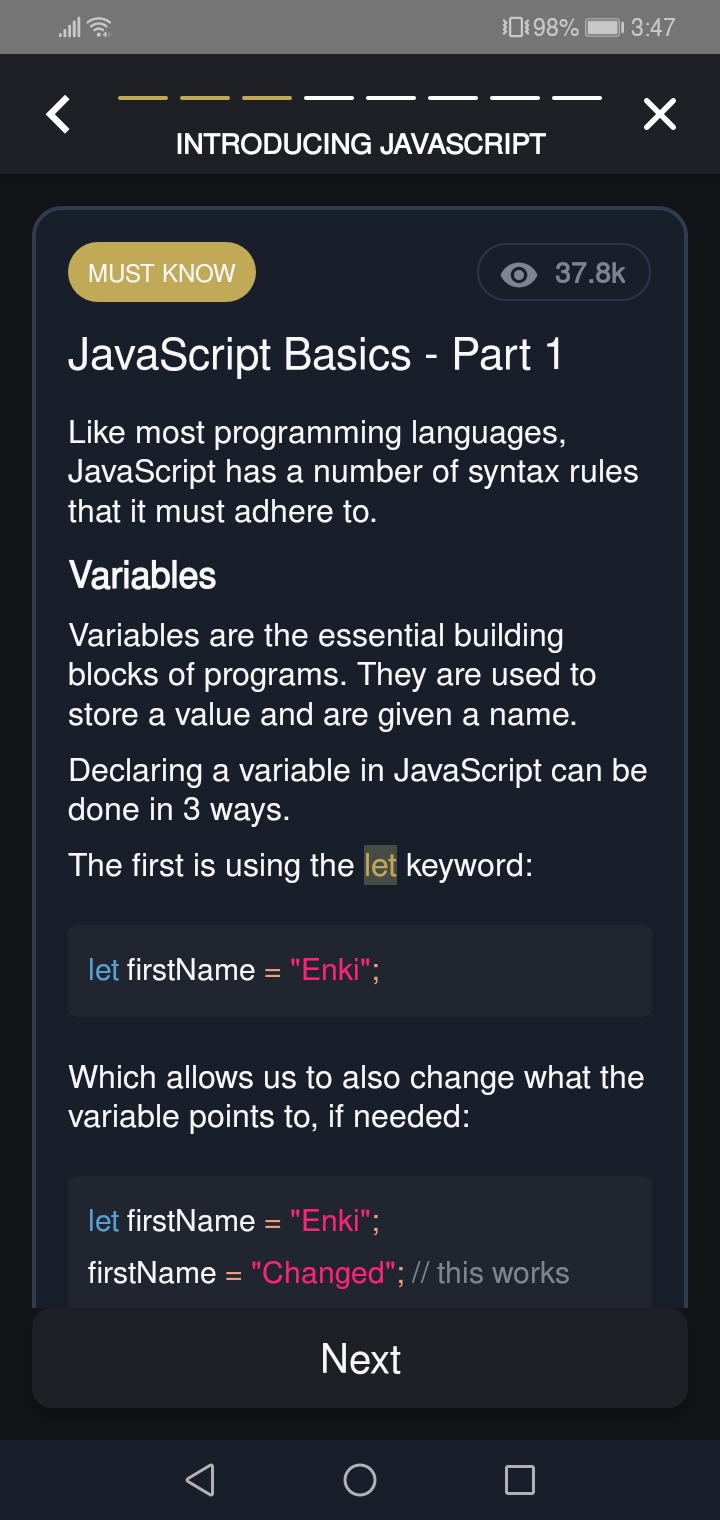 98% 3:47
INTRODUCING JAVASCRIPT
MUST KNOW 37.8k
JavaScript Basics - Part 1
Like most programming languages,
JavaScript has a number of syntax rules
that it must adhere to.
Variables
Variables are the essential building
blocks of programs. They are used to
store a value and are given a name.
Declaring a variable in JavaScript can be
done in 3 ways.
The first is using the let keyword:
let firstName = "Enki";
Which allows us to also change what the
variable points to, if needed:
let firstName = "Enki";
firstName = "Changed"; // this works
Next